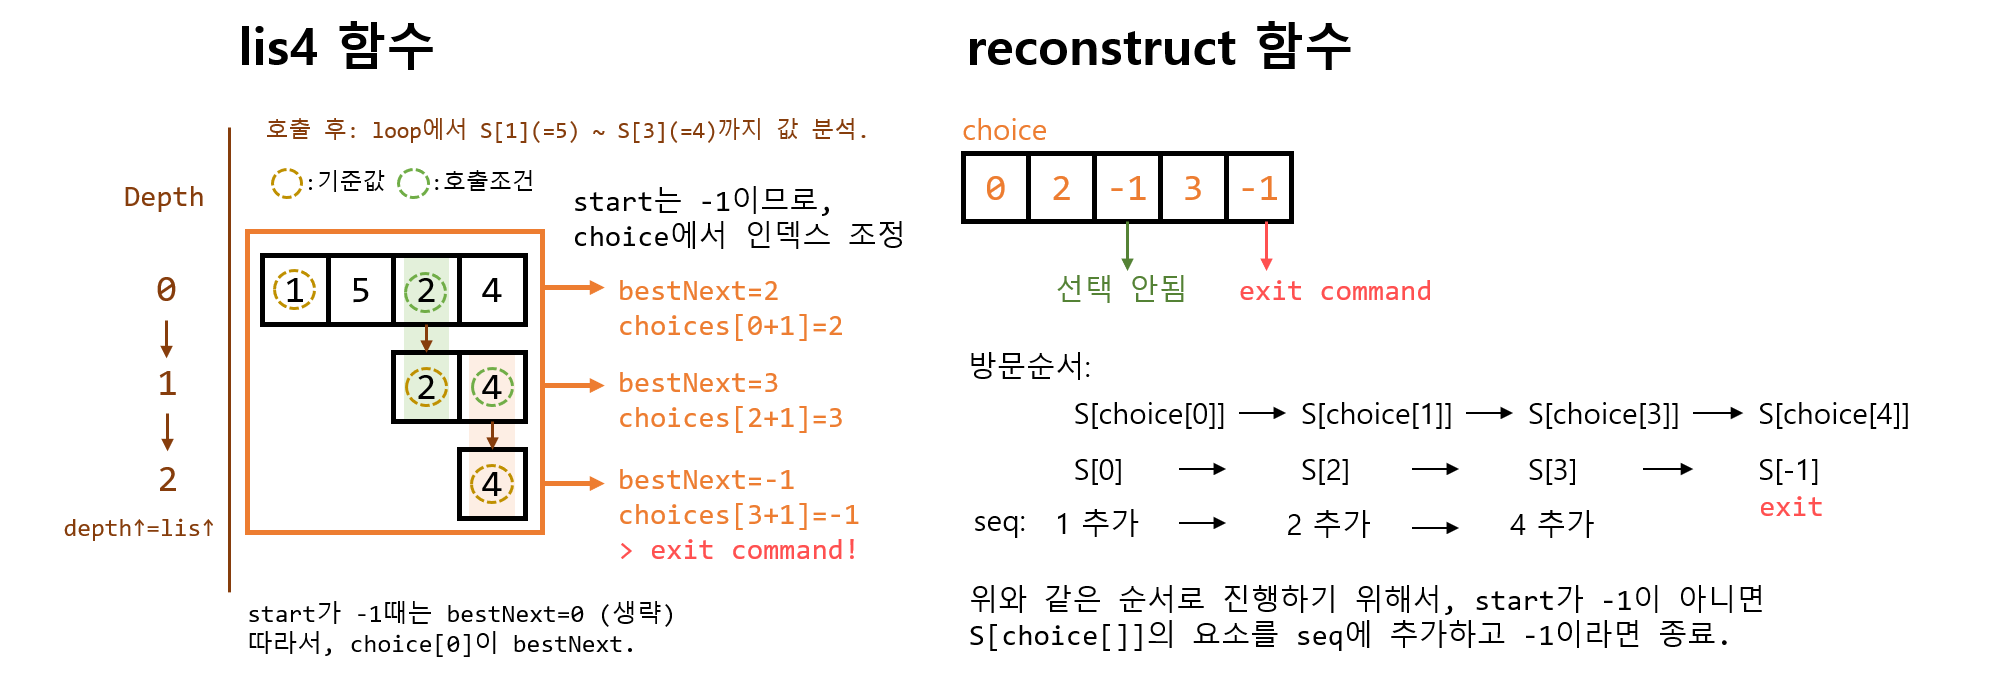 lis4 함수
호출 후: loop에서 S[1](=5) ~ S[3](=4)까지 값 분석.
:기준값 :호출조건
start는 -1이므로,
choice에서 인덱스 조정
Depth
0
1
2
depth↑=lis↑
1 5 2 4
2 4
4
bestNext=2
choices[0+1]=2
bestNext=3
choices[2+1]=3
bestNext=-1
choices[3+1]=-1
> exit command!
start가 -1때는 bestNext=0 (생략)
따라서, choice[0]이 bestNext.
reconstruct 함수
choice
0 2 -1 3 -1
선택 안됨
exit command
방문순서:
S[choice[0]] → S[choice[1]] → S[choice[3]] → S[choice[4]]
S[0] → S[2] → S[3] → S[-1]
exit
seq: 1 추가 → 2 추가 → 4 추가
위와 같은 순서로 진행하기 위해서, start가 -1이 아니면
S[choice[]]의 요소를 seq에 추가하고 -1이라면 종료.